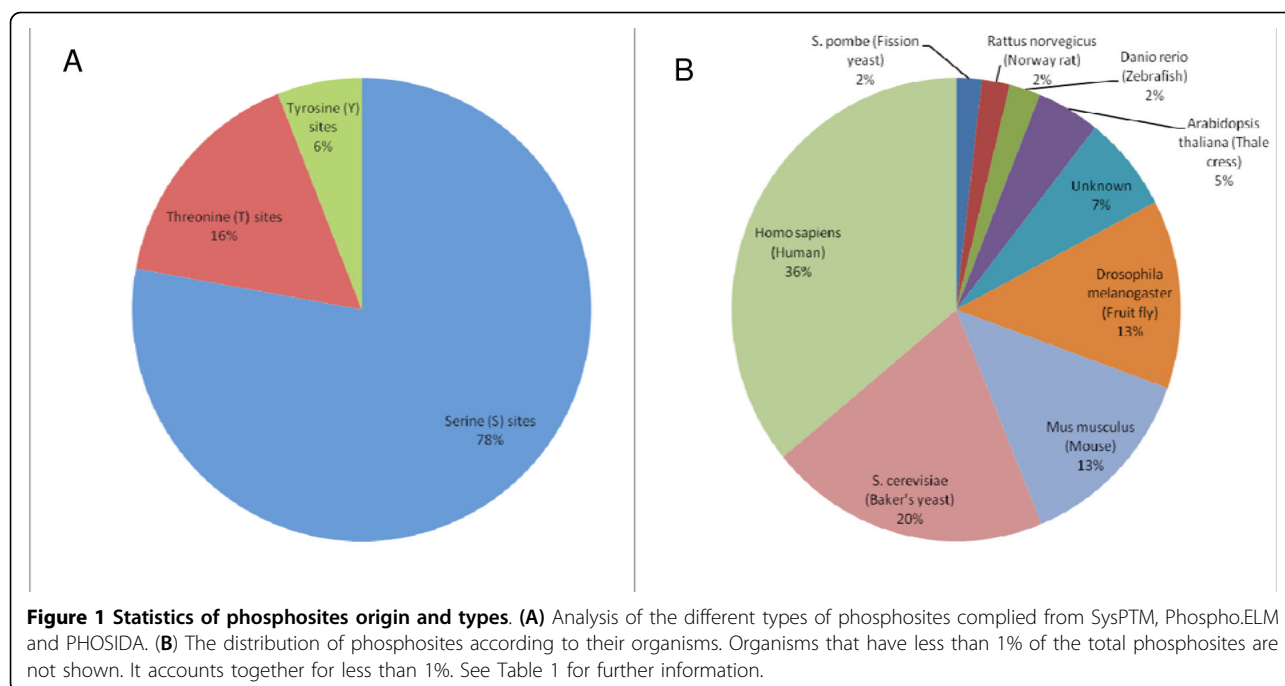 A
Tyrosine (Y)
sites
6%
Threonine (T) sites
16%
Serine (S) sites
78%
B
S. pombe (Fission
yeast)
2%
Rattus norvegicus
(Norway rat)
2%
Danio rerio
(Zebrafish)
2%
Arabidopsis
thaliana (Thale
cress)
5%
Unknown
7%
Drosophila
melanogaster
(Fruit fly)
13%
Mus musculus
(Mouse)
13%
S. cerevisiae
(Baker's yeast)
20%
Homo sapiens
(Human)
36%
Figure 1 Statistics of phosphosites origin and types. (A) Analysis of the different types of phosphosites complied from SysPTM, Phospho.ELM
and PHOSIDA. (B) The distribution of phosphosites according to their organisms. Organisms that have less than 1% of the total phosphosites are
not shown. It accounts together for less than 1%. See Table 1 for further information.